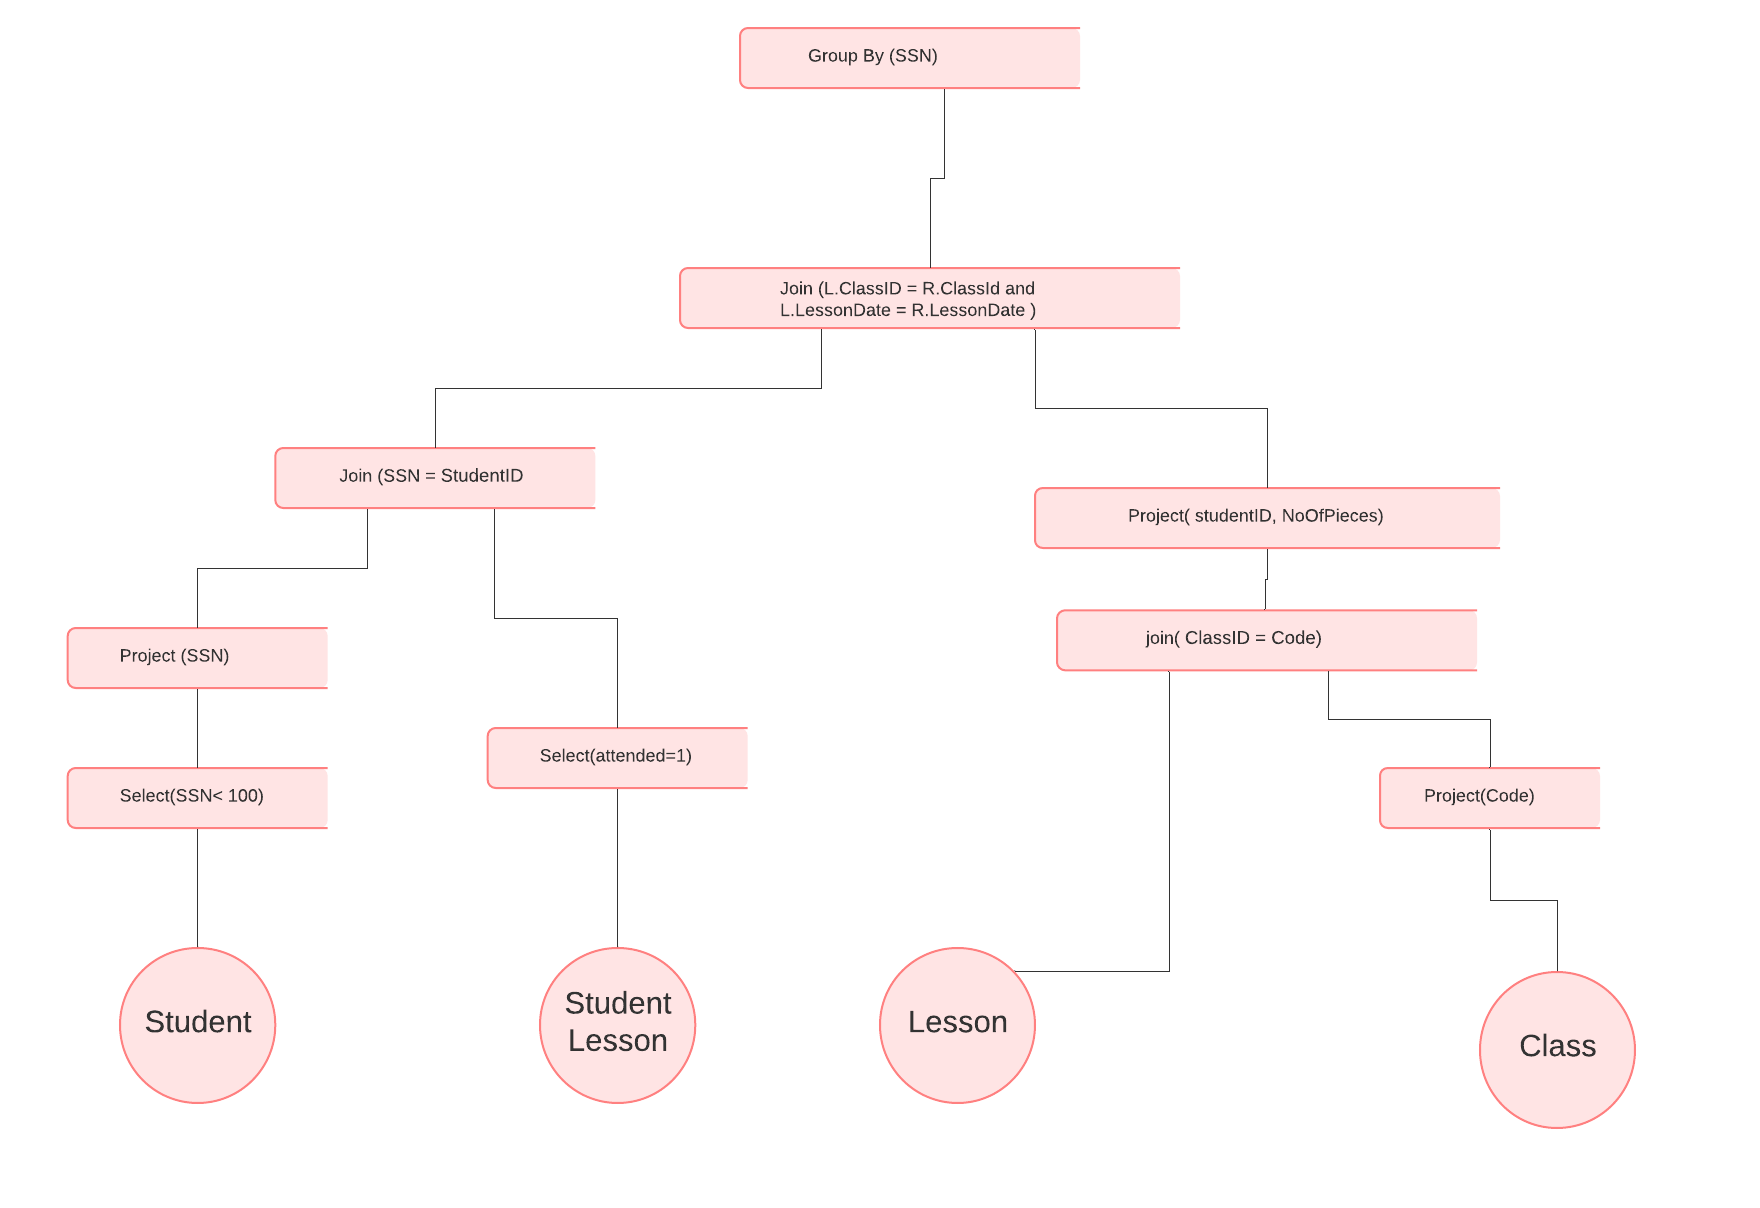 Group By (SSN)
Join (L.ClassID = R.ClassId and
L.LessonDate = R.LessonDate )
Join (SSN = StudentID
Project( studentID, NoOfPieces)
join( ClassID = Code)
Project (SSN)
Select(attended=1)
Select(SSN< 100)
Project(Code)
Student
Student
Lesson
Lesson
Class